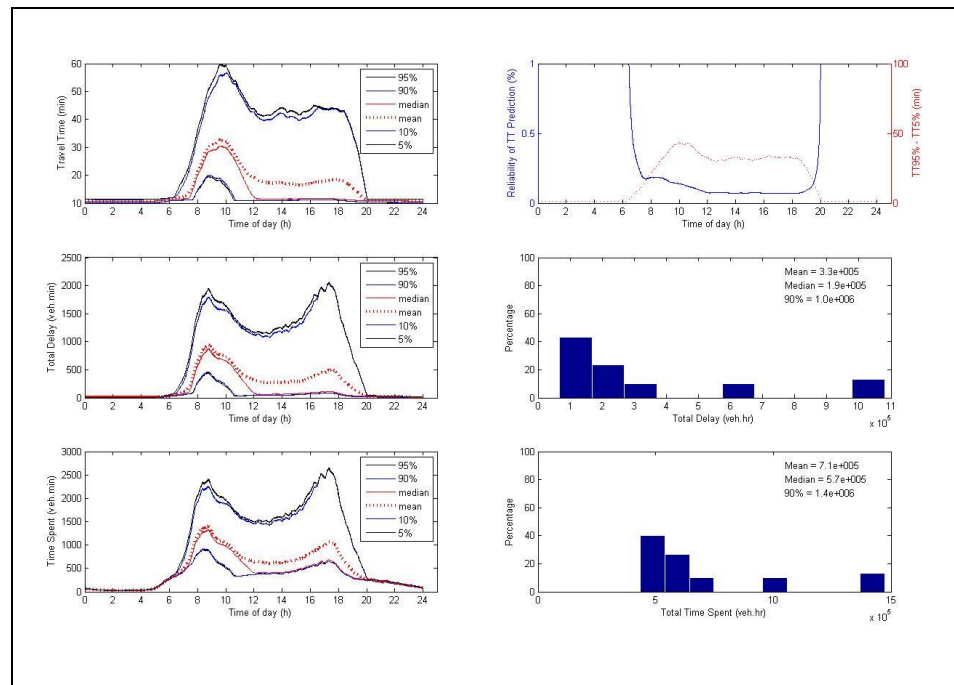 60
50
40
30
20
10
Travel Time (min)
0 2 4 6 8 10 12 14 16 18 20 22 24
Time of day (h)
95%
90%
median
mean
10%
5%
1
0.5
0
Reliability of TT Prediction (%)
100
50
0
TT95% - TT5% (min)
0 2 4 6 8 10 12 14 16 18 20 22 24
Time of day (h)
2500
2000
1500
1000
500
0
Total Delay (veh.min)
0 2 4 6 8 10 12 14 16 18 20 22 24
Time of day (h)
95%
90%
median
mean
10%
5%
100
80
60
40
20
0
Percentage
Mean = 3.3e+005
Median = 1.9e+005
90% = 1.0e+006
0 1 2 3 4 5 6 7 8 9 10 11
Total Delay (veh.hr)
x 10^5
3000
2500
2000
1500
1000
500
0
Time Spent (veh.min)
0 2 4 6 8 10 12 14 16 18 20 22 24
Time of day (h)
95%
90%
median
mean
10%
5%
100
80
60
40
20
0
Percentage
Mean = 7.1e+005
Median = 5.7e+005
90% = 1.4e+006
0 5 10 15
Total Time Spent (veh.hr)
x 10^5